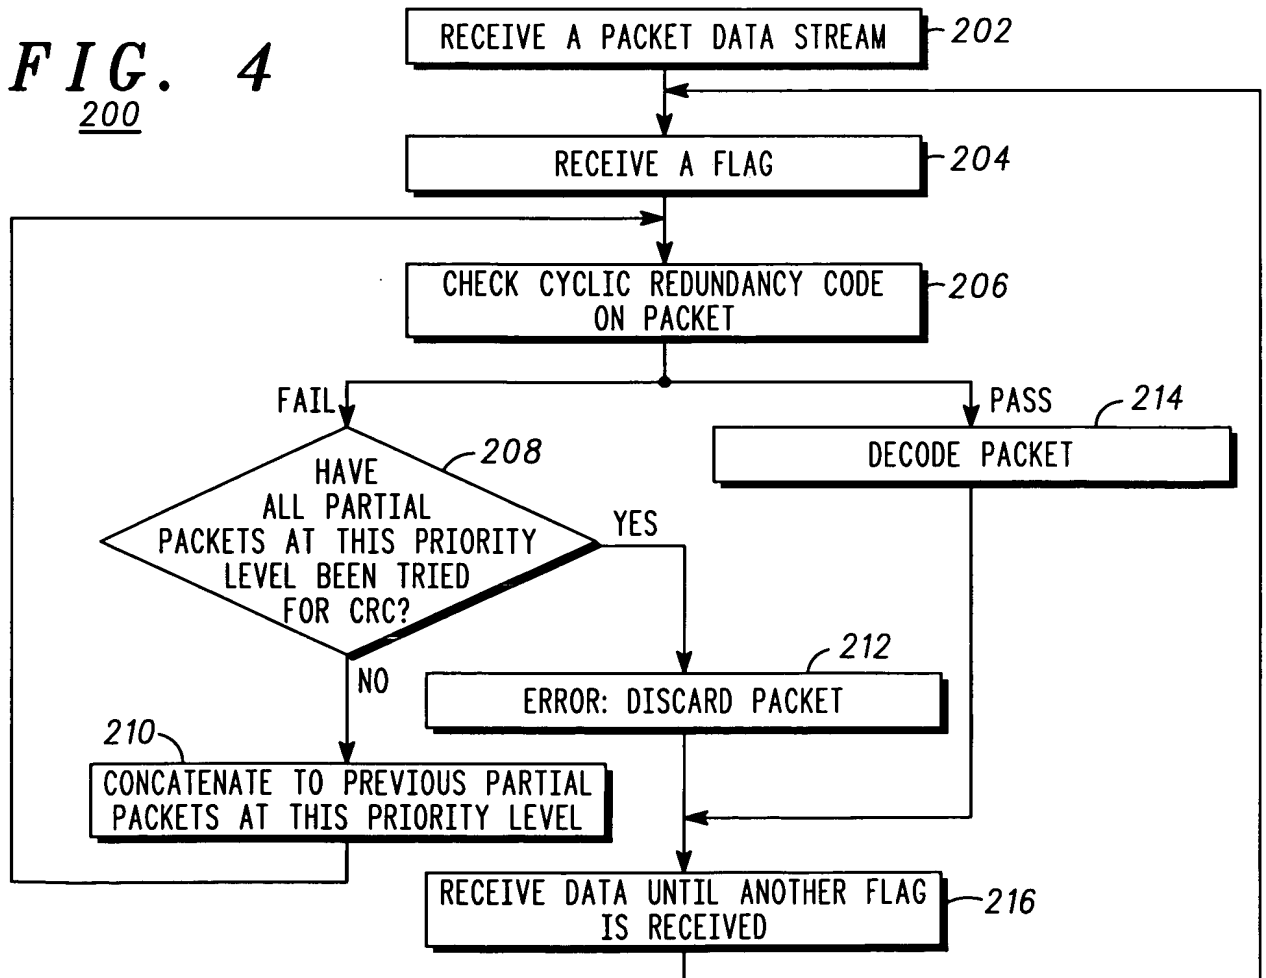 FIG. 4
200
RECEIVE A PACKET DATA STREAM
202
RECEIVE A FLAG
204
CHECK CYCLIC REDUNDANCY CODE
ON PACKET
206
FAIL
PASS
208
HAVE
ALL PARTIAL
PACKETS AT THIS PRIORITY
LEVEL BEEN TRIED
FOR CRC?
YES
NO
214
DECODE PACKET
212
ERROR: DISCARD PACKET
210
CONCATENATE TO PREVIOUS PARTIAL
PACKETS AT THIS PRIORITY LEVEL
RECEIVE DATA UNTIL ANOTHER FLAG
IS RECEIVED
216